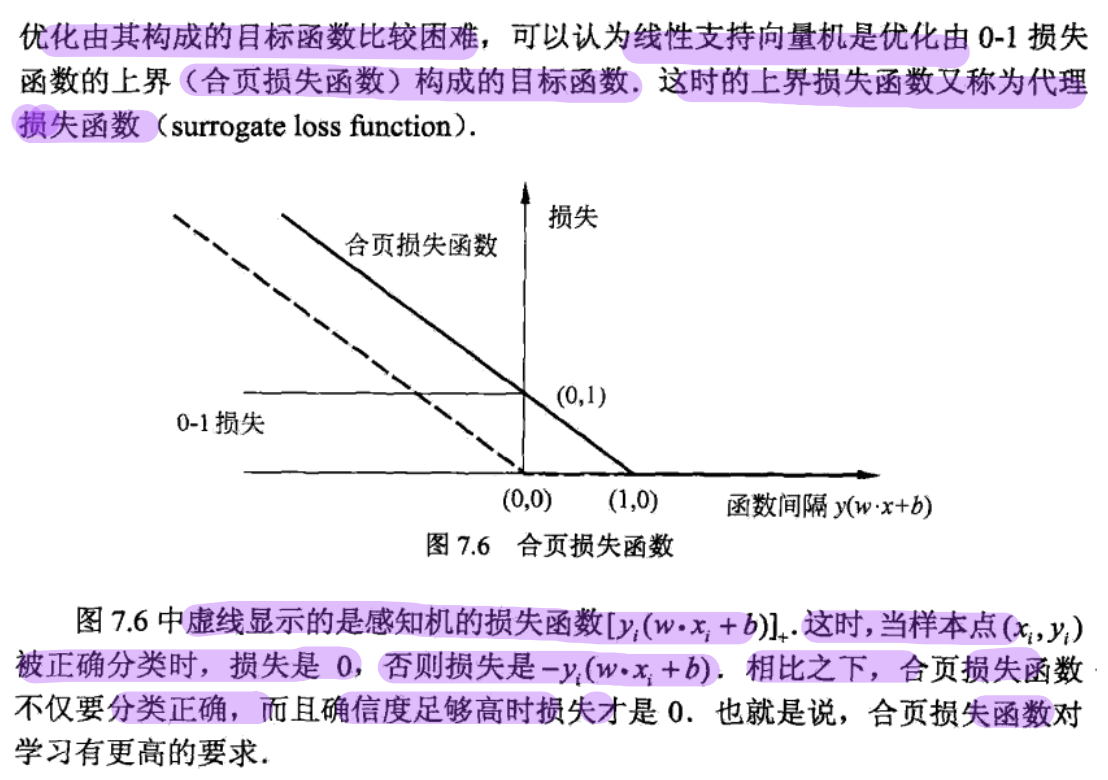 优化由其构成的目标函数比较困难，可以认为线性支持向量机是优化由 0-1 损失
函数的上界（合页损失函数）构成的目标函数．这时的上界损失函数又称为代理
损失函数（surrogate loss function）．
损失
合页损失函数
(0,1)
0-1 损失
(0,0)
(1,0)
函数间隔 y(w·x+b)
图 7.6 合页损失函数
图 7.6 中虚线显示的是感知机的损失函数[yᵢ(w•xᵢ+b)]₊．这时，当样本点(xᵢ,yᵢ)
被正确分类时，损失是 0，否则损失是−yᵢ(w•xᵢ+b)．相比之下，合页损失函数
不仅要分类正确，而且确信度足够高时损失才是 0．也就是说，合页损失函数对
学习有更高的要求．